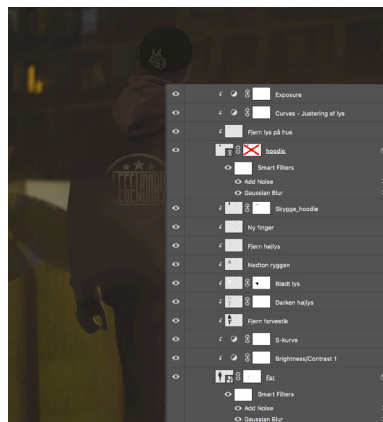 Exposure
Curves - Justering af lys
Fjern lys på hue
hoodie
Smart Filters
Add Noise
Gaussian Blur
Skygge_hoodie
Ny finger
Fjern højlys
Nedton ryggen
Blødt lys
Darken højlys
Fjern farvestik
S-kurve
Brightness/Contrast 1
Far
Smart Filters
Add Noise
Gaussian Blur